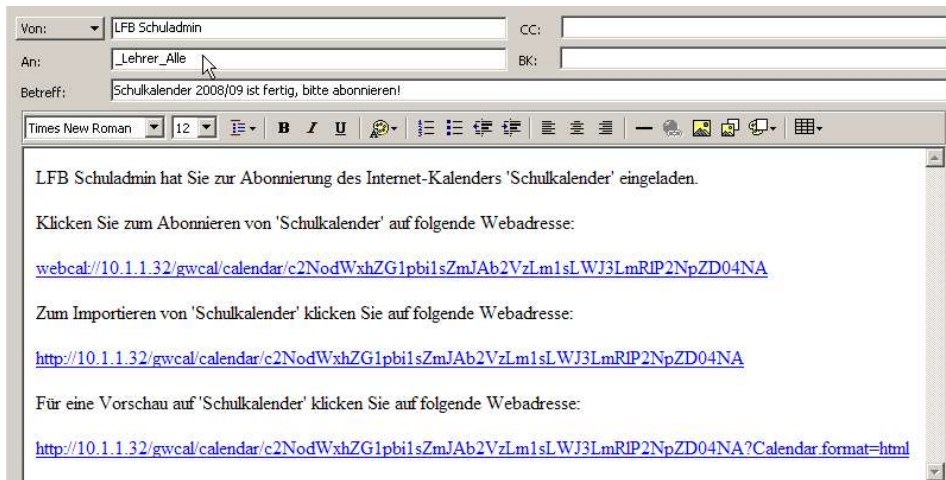 Von: LFB Schuladmin CC:
An: _Lehrer_Alle BK:
Betreff: Schulkalender 2008/09 ist fertig, bitte abonnieren!
Times New Roman 12 B I U
LFB Schuladmin hat Sie zur Abonnierung des Internet-Kalenders 'Schulkalender' eingeladen.
Klicken Sie zum Abonnieren von 'Schulkalender' auf folgende Webadresse:
webcal://10.1.1.32/gwcal/calendar/c2NodWxhZG1pbi1sZmJAb2VzLm1sLWJ3LmRlP2NpZD04NA
Zum Importieren von 'Schulkalender' klicken Sie auf folgende Webadresse:
http://10.1.1.32/gwcal/calendar/c2NodWxhZG1pbi1sZmJAb2VzLm1sLWJ3LmRlP2NpZD04NA
Für eine Vorschau auf 'Schulkalender' klicken Sie auf folgende Webadresse:
http://10.1.1.32/gwcal/calendar/c2NodWxhZG1pbi1sZmJAb2VzLm1sLWJ3LmRlP2NpZD04NA?Calendar.format=html